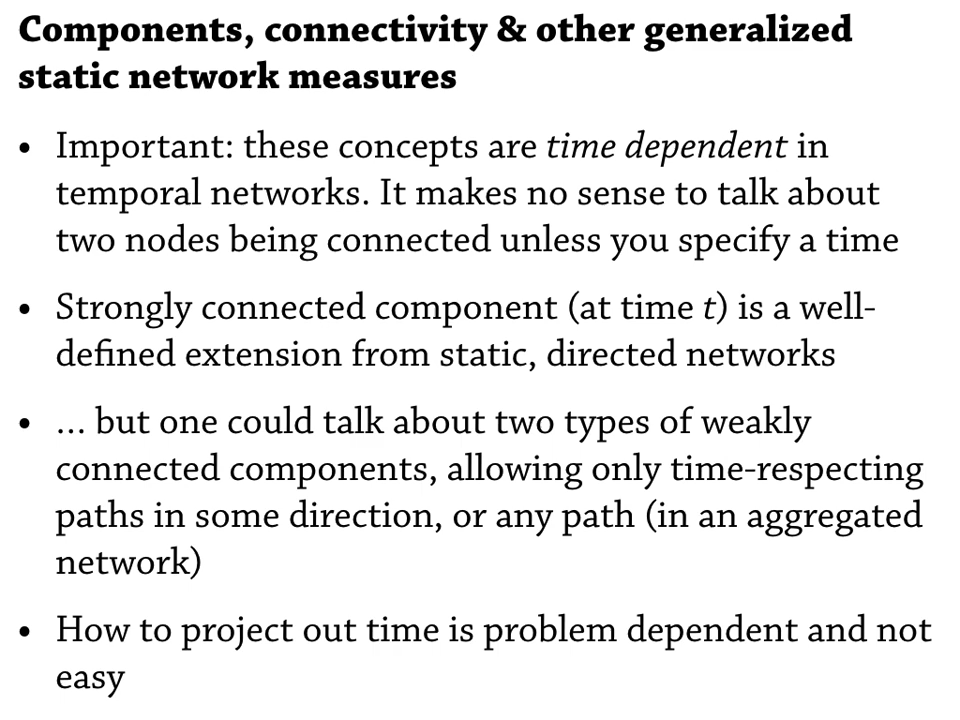 Components, connectivity & other generalized
static network measures
• Important: these concepts are time dependent in
temporal networks. It makes no sense to talk about
two nodes being connected unless you specify a time
• Strongly connected component (at time t) is a well-
defined extension from static, directed networks
• … but one could talk about two types of weakly
connected components, allowing only time-respecting
paths in some direction, or any path (in an aggregated
network)
• How to project out time is problem dependent and not
easy